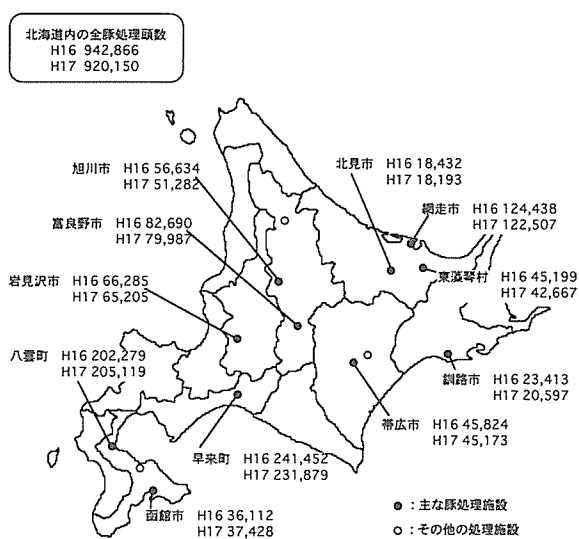 北海道内の全豚処理頭数
H16 942,866
H17 920,150
旭川市 H16 56,634
H17 51,282
北見市 H16 18,432
H17 18,193
富良野市 H16 82,690
H17 79,987
網走市 H16 124,438
H17 122,507
岩見沢市 H16 66,285
H17 65,205
東藻琴村 H16 45,199
H17 42,667
八雲町 H16 202,279
H17 205,119
釧路市 H16 23,413
H17 20,597
帯広市 H16 45,824
H17 45,173
早来町 H16 241,452
H17 231,879
函館市 H16 36,112
H17 37,428
●：主な豚処理施設
○：その他の処理施設